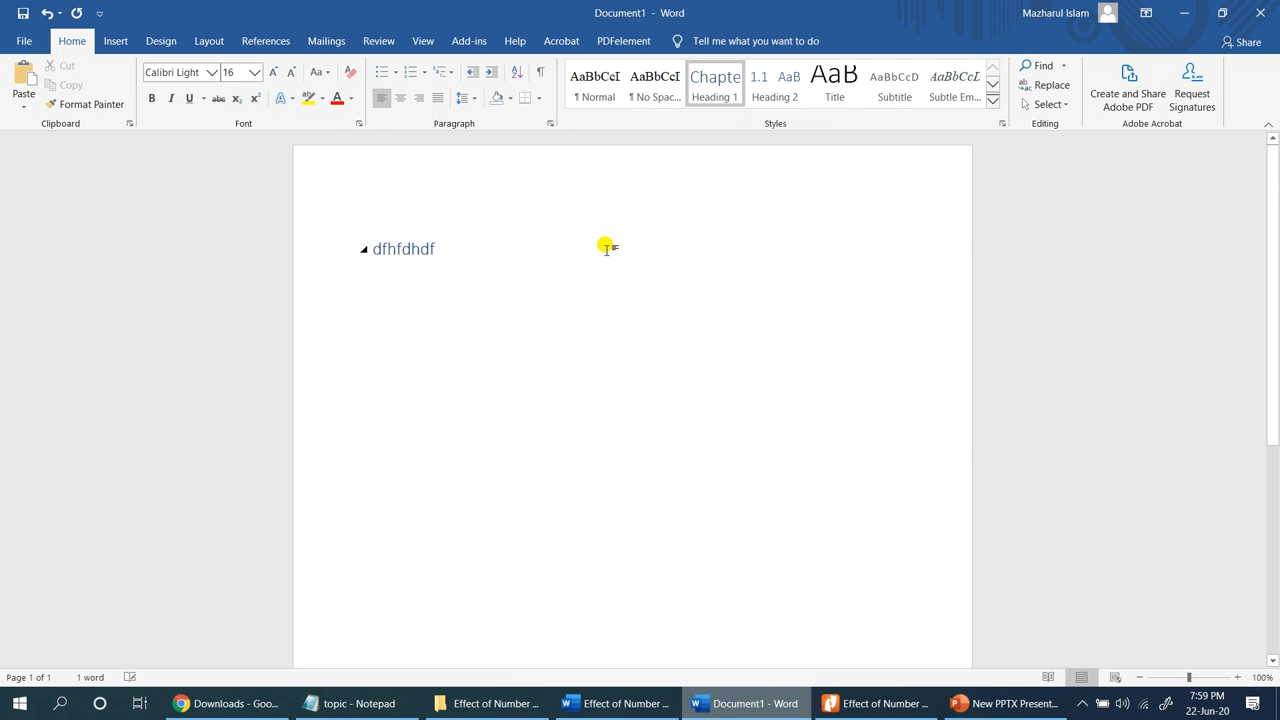 Document1 - Word
Mazharul Islam
File Home Insert Design Layout References Mailings Review View Add-ins Help Acrobat PDFelement Tell me what you want to do Share
Paste
Cut
Copy
Format Painter
Clipboard
Calibri Light 16 Aa
B I U abc x₂ x² A A
Font
Paragraph
AaBbCcI AaBbCcI Chapte 1.1 AaB AaB AaBbCcD AaBbCcI
¶ Normal ¶ No Spac... Heading 1 Heading 2 Title Subtitle Subtle Em...
Styles
Find
Replace
Select
Editing
Create and Share
Adobe PDF
Request
Signatures
Adobe Acrobat
dfhfdhdf
Page 1 of 1 1 word 100%
Downloads - Goo... topic - Notepad Effect of Number ... Effect of Number ... Document1 - Word Effect of Number ... New PPTX Present...
7:59 PM
22-Jun-20